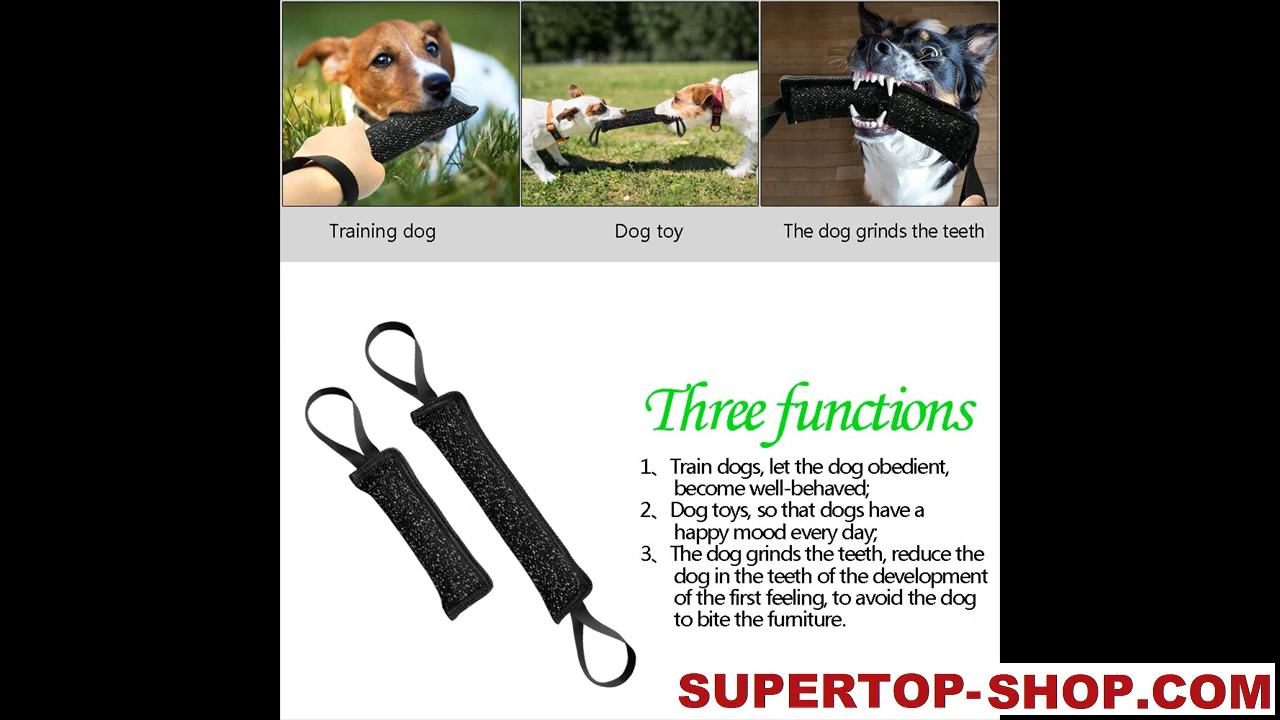 Training dog
Dog toy
The dog grinds the teeth
Three functions
1、Train dogs, let the dog obedient,
become well-behaved;
2、Dog toys, so that dogs have a
happy mood every day;
3、The dog grinds the teeth, reduce the
dog in the teeth of the development
of the first feeling, to avoid the dog
to bite the furniture.
SUPERTOP-SHOP.COM